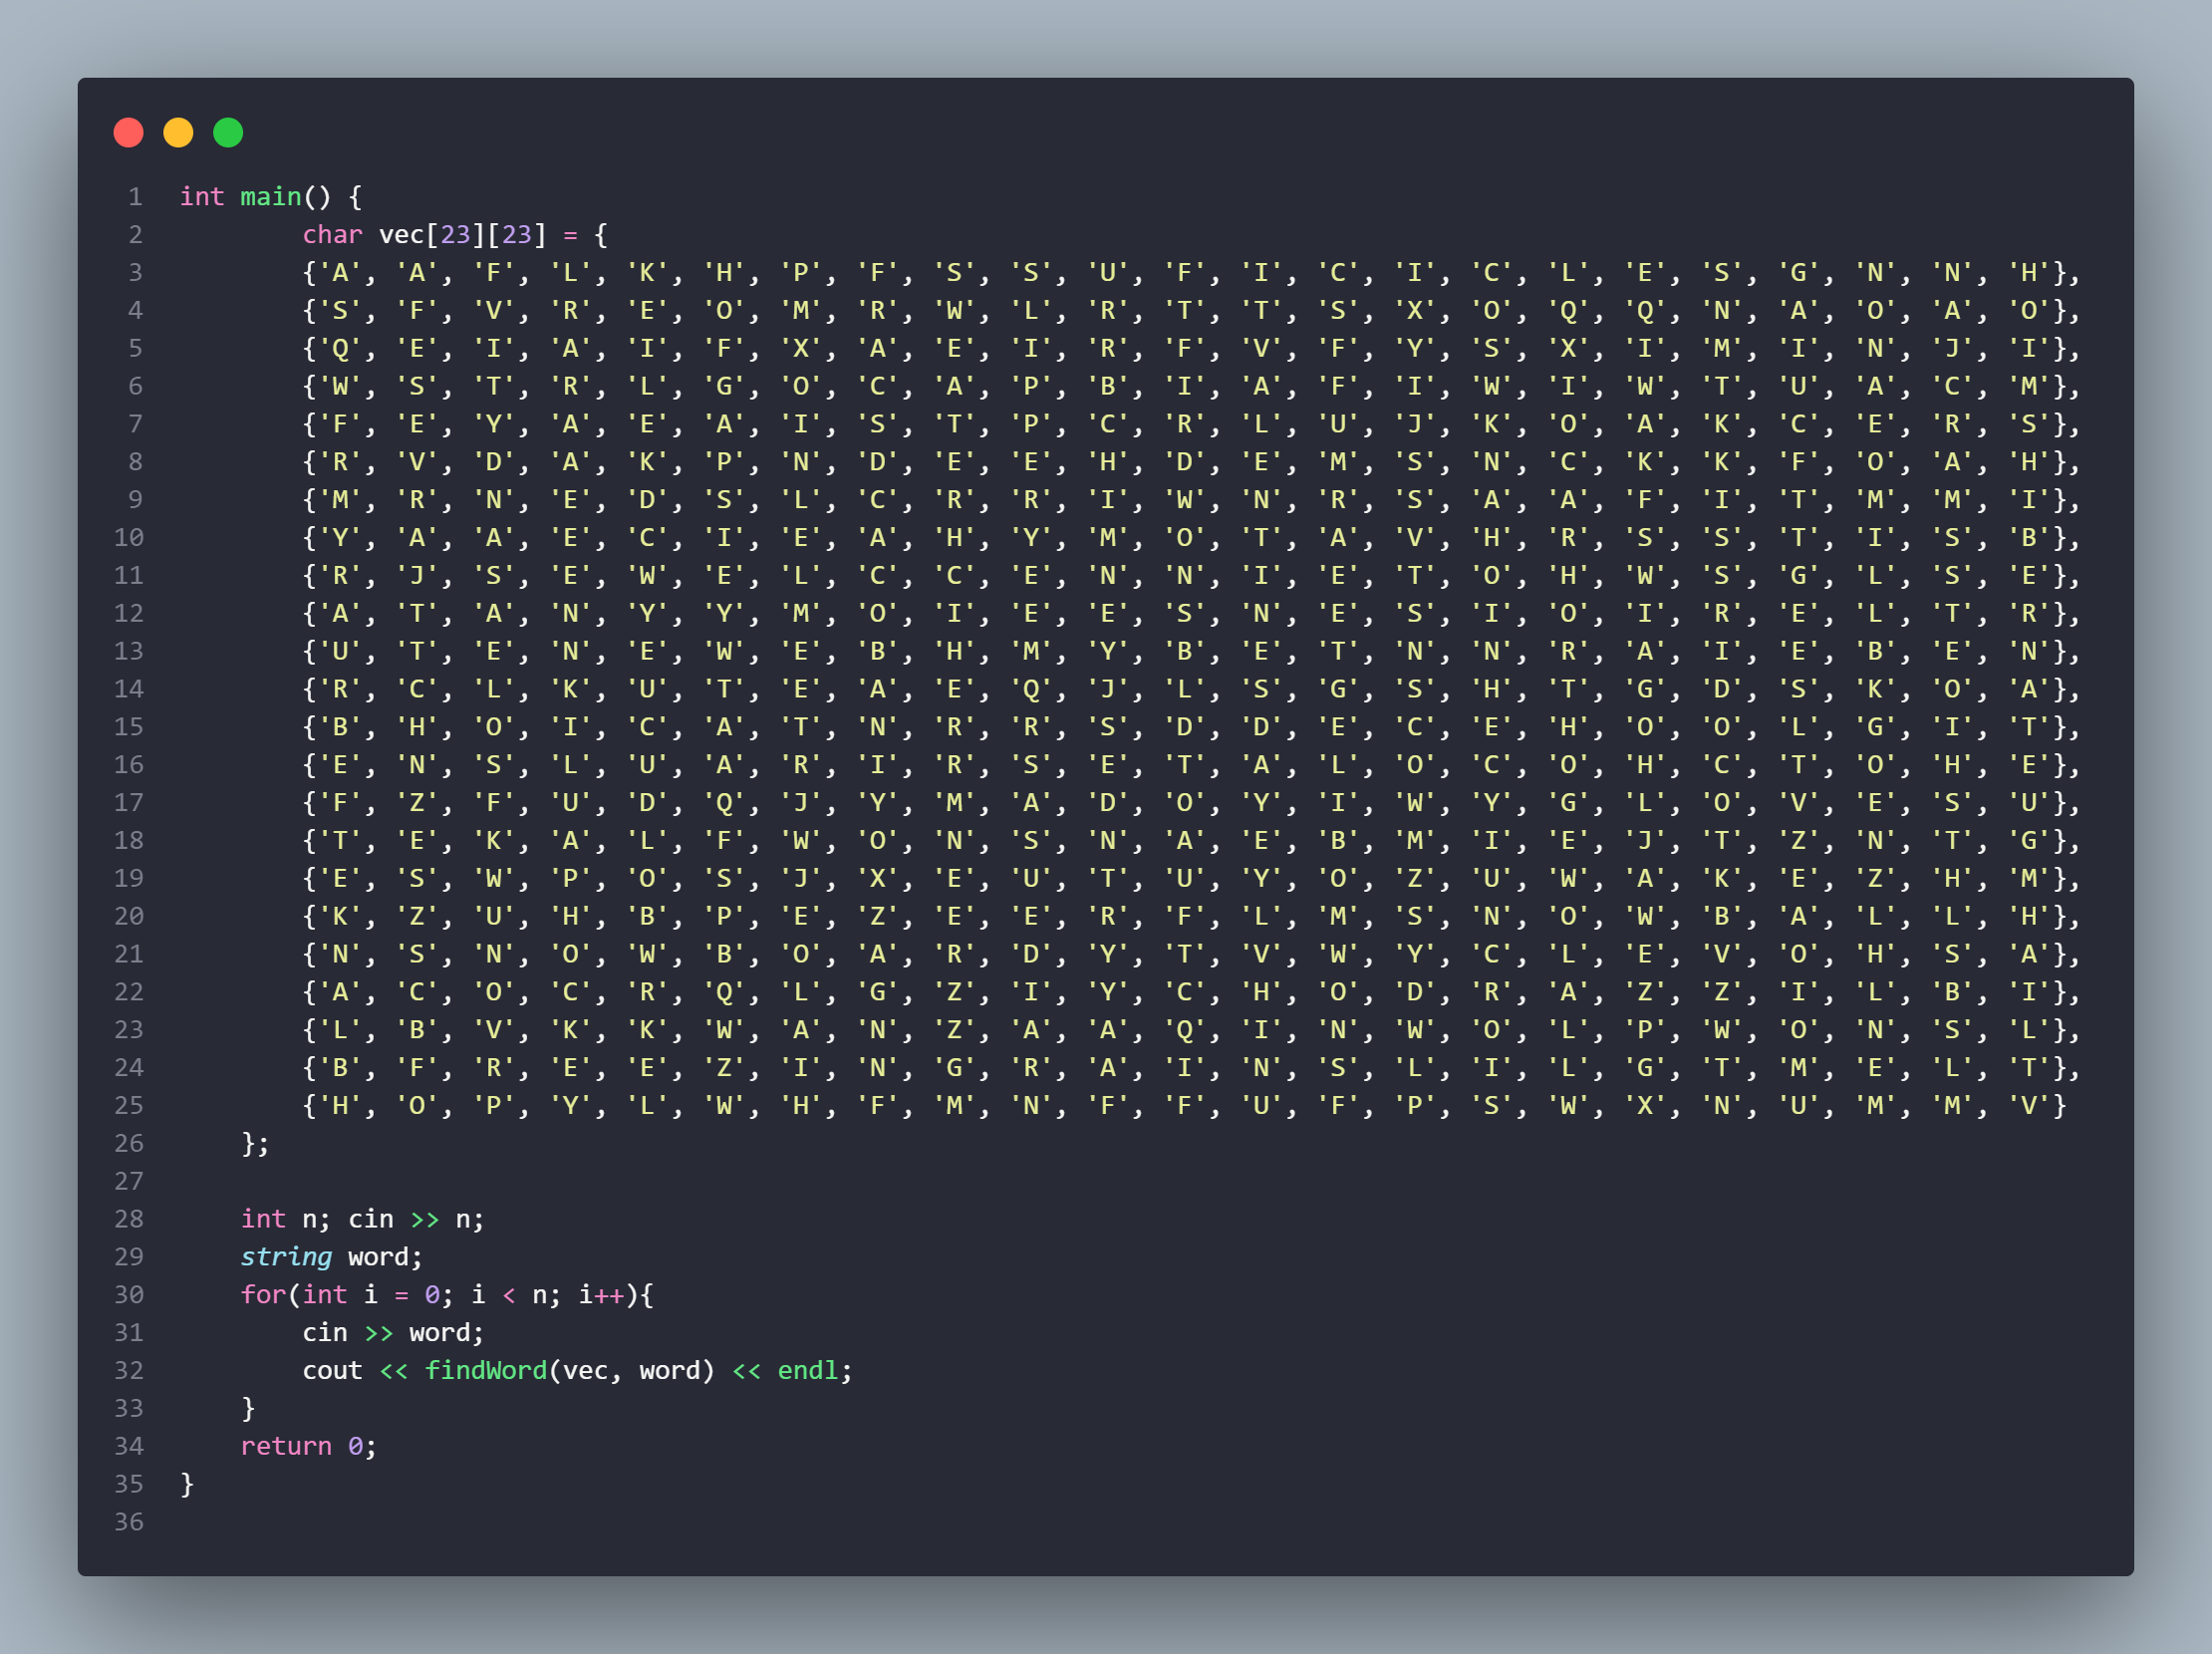 1 int main() {
2 char vec[23][23] = {
3 {'A', 'A', 'F', 'L', 'K', 'H', 'P', 'F', 'S', 'S', 'U', 'F', 'I', 'C', 'I', 'C', 'L', 'E', 'S', 'G', 'N', 'N', 'H'},
4 {'S', 'F', 'V', 'R', 'E', 'O', 'M', 'R', 'W', 'L', 'R', 'T', 'T', 'S', 'X', 'O', 'Q', 'Q', 'N', 'A', 'O', 'A', 'O'},
5 {'Q', 'E', 'I', 'A', 'I', 'F', 'X', 'A', 'E', 'I', 'R', 'F', 'V', 'F', 'Y', 'S', 'X', 'I', 'M', 'I', 'N', 'J', 'I'},
6 {'W', 'S', 'T', 'R', 'L', 'G', 'O', 'C', 'A', 'P', 'B', 'I', 'A', 'F', 'I', 'W', 'I', 'W', 'T', 'U', 'A', 'C', 'M'},
7 {'F', 'E', 'Y', 'A', 'E', 'A', 'I', 'S', 'T', 'P', 'C', 'R', 'L', 'U', 'J', 'K', 'O', 'A', 'K', 'C', 'E', 'R', 'S'},
8 {'R', 'V', 'D', 'A', 'K', 'P', 'N', 'D', 'E', 'E', 'H', 'D', 'E', 'M', 'S', 'N', 'C', 'K', 'K', 'F', 'O', 'A', 'H'},
9 {'M', 'R', 'N', 'E', 'D', 'S', 'L', 'C', 'R', 'R', 'I', 'W', 'N', 'R', 'S', 'A', 'A', 'F', 'I', 'T', 'M', 'M', 'I'},
10 {'Y', 'A', 'A', 'E', 'C', 'I', 'E', 'A', 'H', 'Y', 'M', 'O', 'T', 'A', 'V', 'H', 'R', 'S', 'S', 'T', 'I', 'S', 'B'},
11 {'R', 'J', 'S', 'E', 'W', 'E', 'L', 'C', 'C', 'E', 'N', 'N', 'I', 'E', 'T', 'O', 'H', 'W', 'S', 'G', 'L', 'S', 'E'},
12 {'A', 'T', 'A', 'N', 'Y', 'Y', 'M', 'O', 'I', 'E', 'E', 'S', 'N', 'E', 'S', 'I', 'O', 'I', 'R', 'E', 'L', 'T', 'R'},
13 {'U', 'T', 'E', 'N', 'E', 'W', 'E', 'B', 'H', 'M', 'Y', 'B', 'E', 'T', 'N', 'N', 'R', 'A', 'I', 'E', 'B', 'E', 'N'},
14 {'R', 'C', 'L', 'K', 'U', 'T', 'E', 'A', 'E', 'Q', 'J', 'L', 'S', 'G', 'S', 'H', 'T', 'G', 'D', 'S', 'K', 'O', 'A'},
15 {'B', 'H', 'O', 'I', 'C', 'A', 'T', 'N', 'R', 'R', 'S', 'D', 'D', 'E', 'C', 'E', 'H', 'O', 'O', 'L', 'G', 'I', 'T'},
16 {'E', 'N', 'S', 'L', 'U', 'A', 'R', 'I', 'R', 'S', 'E', 'T', 'A', 'L', 'O', 'C', 'O', 'H', 'C', 'T', 'O', 'H', 'E'},
17 {'F', 'Z', 'F', 'U', 'D', 'Q', 'J', 'Y', 'M', 'A', 'D', 'O', 'Y', 'I', 'W', 'Y', 'G', 'L', 'O', 'V', 'E', 'S', 'U'},
18 {'T', 'E', 'K', 'A', 'L', 'F', 'W', 'O', 'N', 'S', 'N', 'A', 'E', 'B', 'M', 'I', 'E', 'J', 'T', 'Z', 'N', 'T', 'G'},
19 {'E', 'S', 'W', 'P', 'O', 'S', 'J', 'X', 'E', 'U', 'T', 'U', 'Y', 'O', 'Z', 'U', 'W', 'A', 'K', 'E', 'Z', 'H', 'M'},
20 {'K', 'Z', 'U', 'H', 'B', 'P', 'E', 'Z', 'E', 'E', 'R', 'F', 'L', 'M', 'S', 'N', 'O', 'W', 'B', 'A', 'L', 'L', 'H'},
21 {'N', 'S', 'N', 'O', 'W', 'B', 'O', 'A', 'R', 'D', 'Y', 'T', 'V', 'W', 'Y', 'C', 'L', 'E', 'V', 'O', 'H', 'S', 'A'},
22 {'A', 'C', 'O', 'C', 'R', 'Q', 'L', 'G', 'Z', 'I', 'Y', 'C', 'H', 'O', 'D', 'R', 'A', 'Z', 'Z', 'I', 'L', 'B', 'I'},
23 {'L', 'B', 'V', 'K', 'K', 'W', 'A', 'N', 'Z', 'A', 'A', 'Q', 'I', 'N', 'W', 'O', 'L', 'P', 'W', 'O', 'N', 'S', 'L'},
24 {'B', 'F', 'R', 'E', 'E', 'Z', 'I', 'N', 'G', 'R', 'A', 'I', 'N', 'S', 'L', 'I', 'L', 'G', 'T', 'M', 'E', 'L', 'T'},
25 {'H', 'O', 'P', 'Y', 'L', 'W', 'H', 'F', 'M', 'N', 'F', 'F', 'U', 'F', 'P', 'S', 'W', 'X', 'N', 'U', 'M', 'M', 'V'}
26 };
27
28 int n; cin >> n;
29 string word;
30 for(int i = 0; i < n; i++){
31 cin >> word;
32 cout << findWord(vec, word) << endl;
33 }
34 return 0;
35 }
36